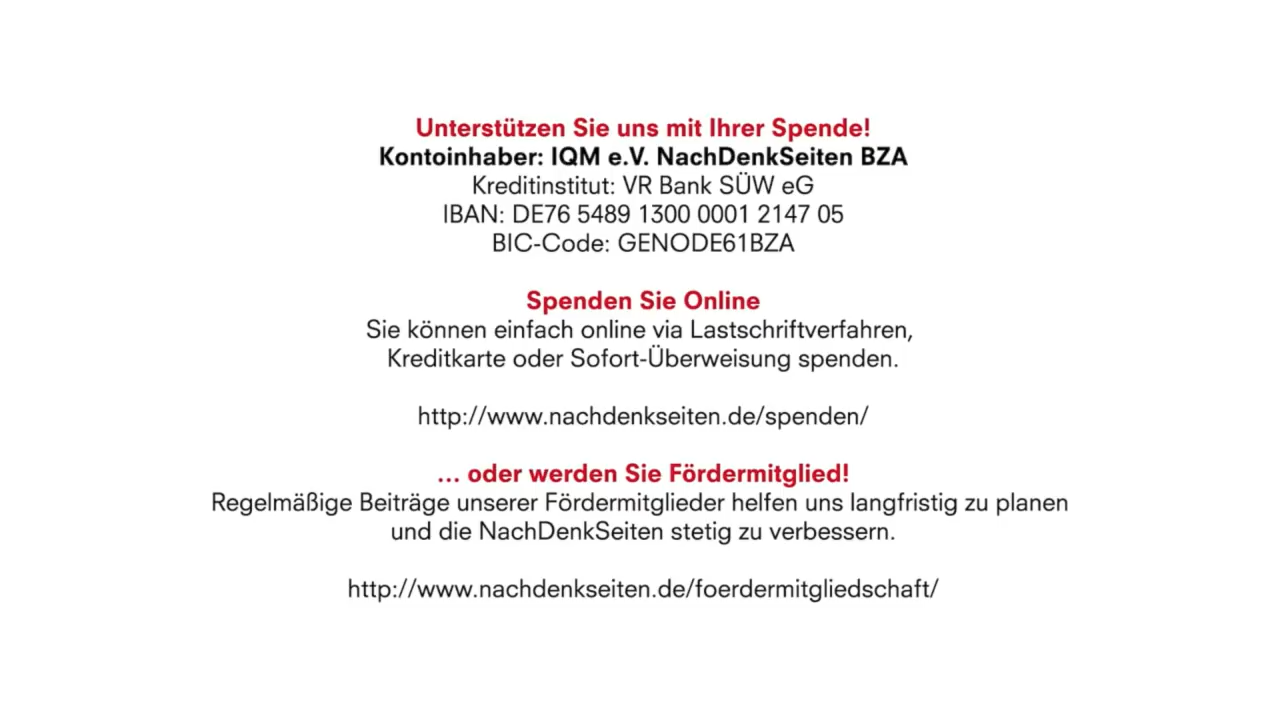 Unterstützen Sie uns mit Ihrer Spende!
Kontoinhaber: IQM e.V. NachDenkSeiten BZA
Kreditinstitut: VR Bank SÜW eG
IBAN: DE76 5489 1300 0001 2147 05
BIC-Code: GENODE61BZA
Spenden Sie Online
Sie können einfach online via Lastschriftverfahren,
Kreditkarte oder Sofort-Überweisung spenden.
http://www.nachdenkseiten.de/spenden/
... oder werden Sie Fördermitglied!
Regelmäßige Beiträge unserer Fördermitglieder helfen uns langfristig zu planen
und die NachDenkSeiten stetig zu verbessern.
http://www.nachdenkseiten.de/foerdermitgliedschaft/